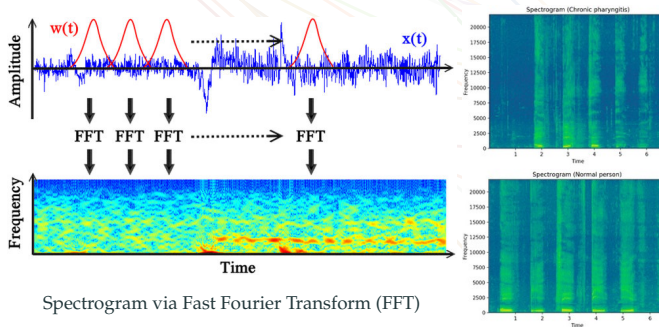 w(t)
x(t)
Amplitude
FFT FFT FFT FFT
Frequency
Time
Spectrogram via Fast Fourier Transform (FFT)
Spectrogram (Chronic pharyngitis)
Frequency
20000
17500
15000
12500
10000
7500
5000
2500
0
1 2 3 4 5 6
Time
Spectrogram (Normal person)
Frequency
20000
17500
15000
12500
10000
7500
5000
2500
0
1 2 3 4 5 6
Time